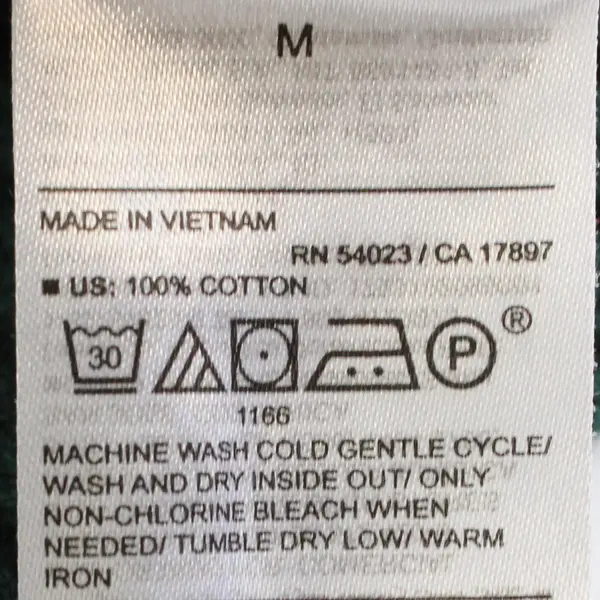 M
MADE IN VIETNAM
RN 54023 / CA 17897
US: 100% COTTON
30 P ®
1166
MACHINE WASH COLD GENTLE CYCLE/
WASH AND DRY INSIDE OUT/ ONLY
NON-CHLORINE BLEACH WHEN
NEEDED/ TUMBLE DRY LOW/ WARM
IRON